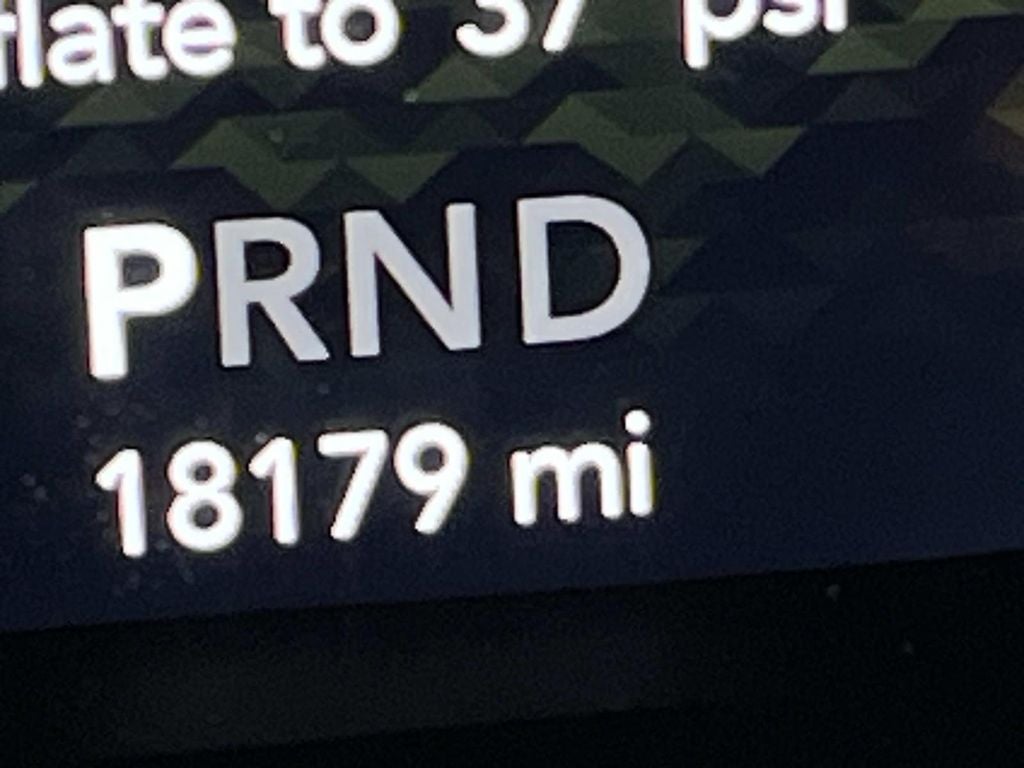 flate to 37 psi
PRND
18179 mi